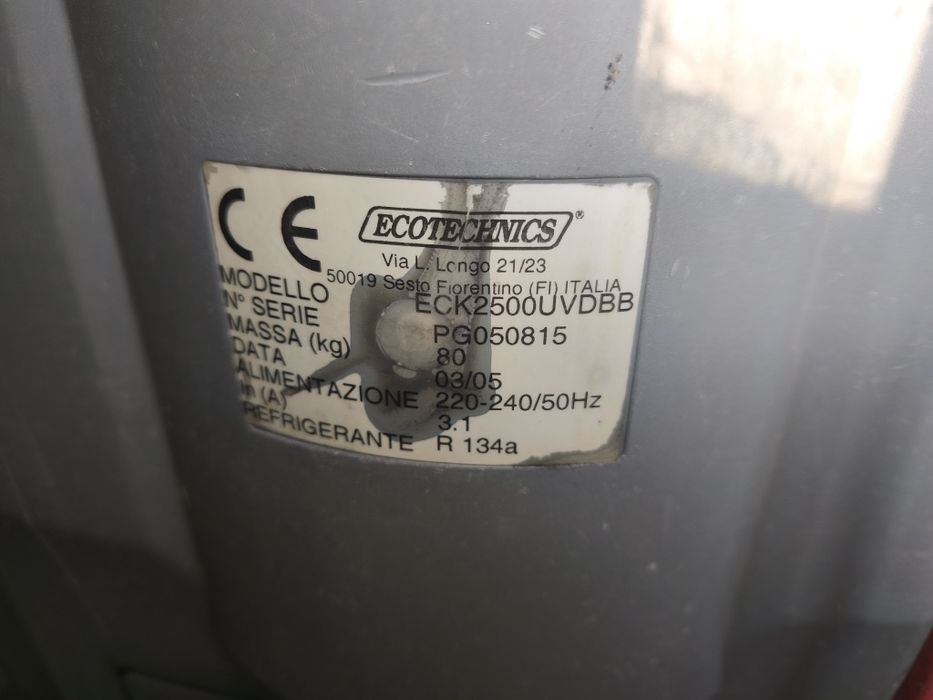 CE ECOTECHNICS®
Via L. Longo 21/23
50019 Sesto Fiorentino (FI) ITALIA
MODELLO ECK2500UVDBB
N° SERIE PG050815
MASSA (kg) 80
DATA 03/05
ALIMENTAZIONE 220-240/50Hz
In (A) 3.1
REFRIGERANTE R 134a